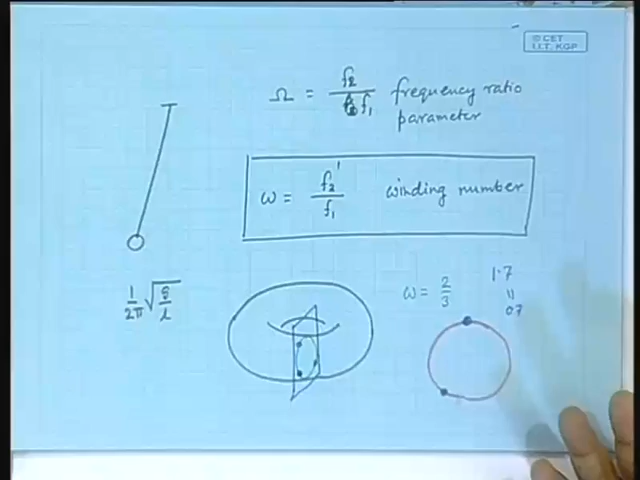 © CET
I.I.T. KGP
Ω = f₂ / f₁ frequency ratio
parameter
ω = f₂' / f₁ winding number
1/2π √g/l
ω = 2/3
1.7
=
0.7